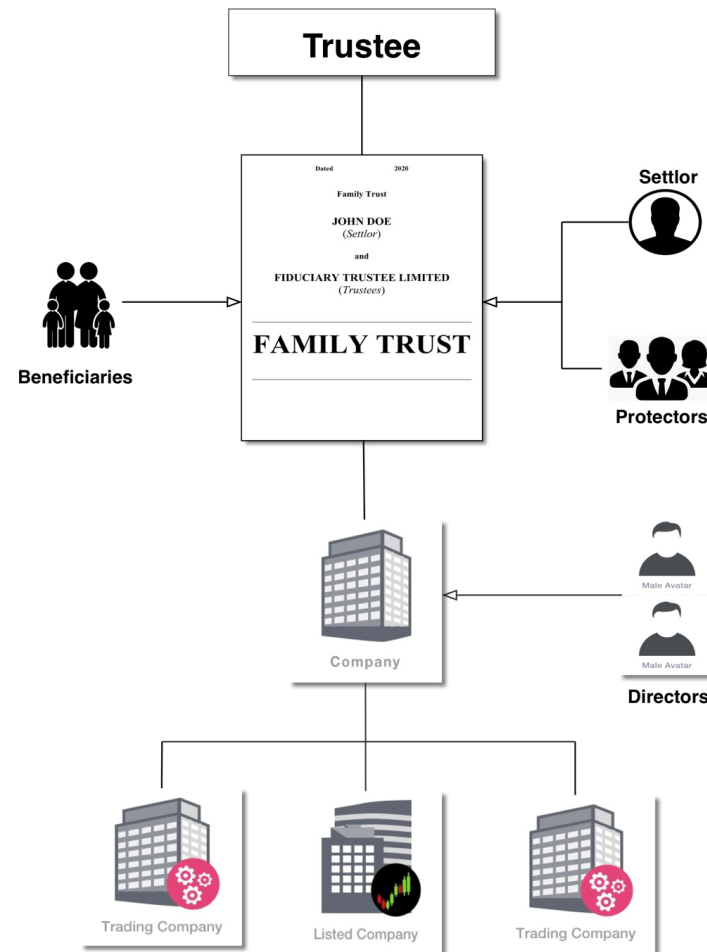 Trustee
Dated 2020
Family Trust
JOHN DOE
(Settlor)
and
FIDUCIARY TRUSTEE LIMITED
(Trustees)
FAMILY TRUST
Settlor
Beneficiaries
Protectors
Male Avatar
Company
Male Avatar
Directors
Trading Company
Listed Company
Trading Company